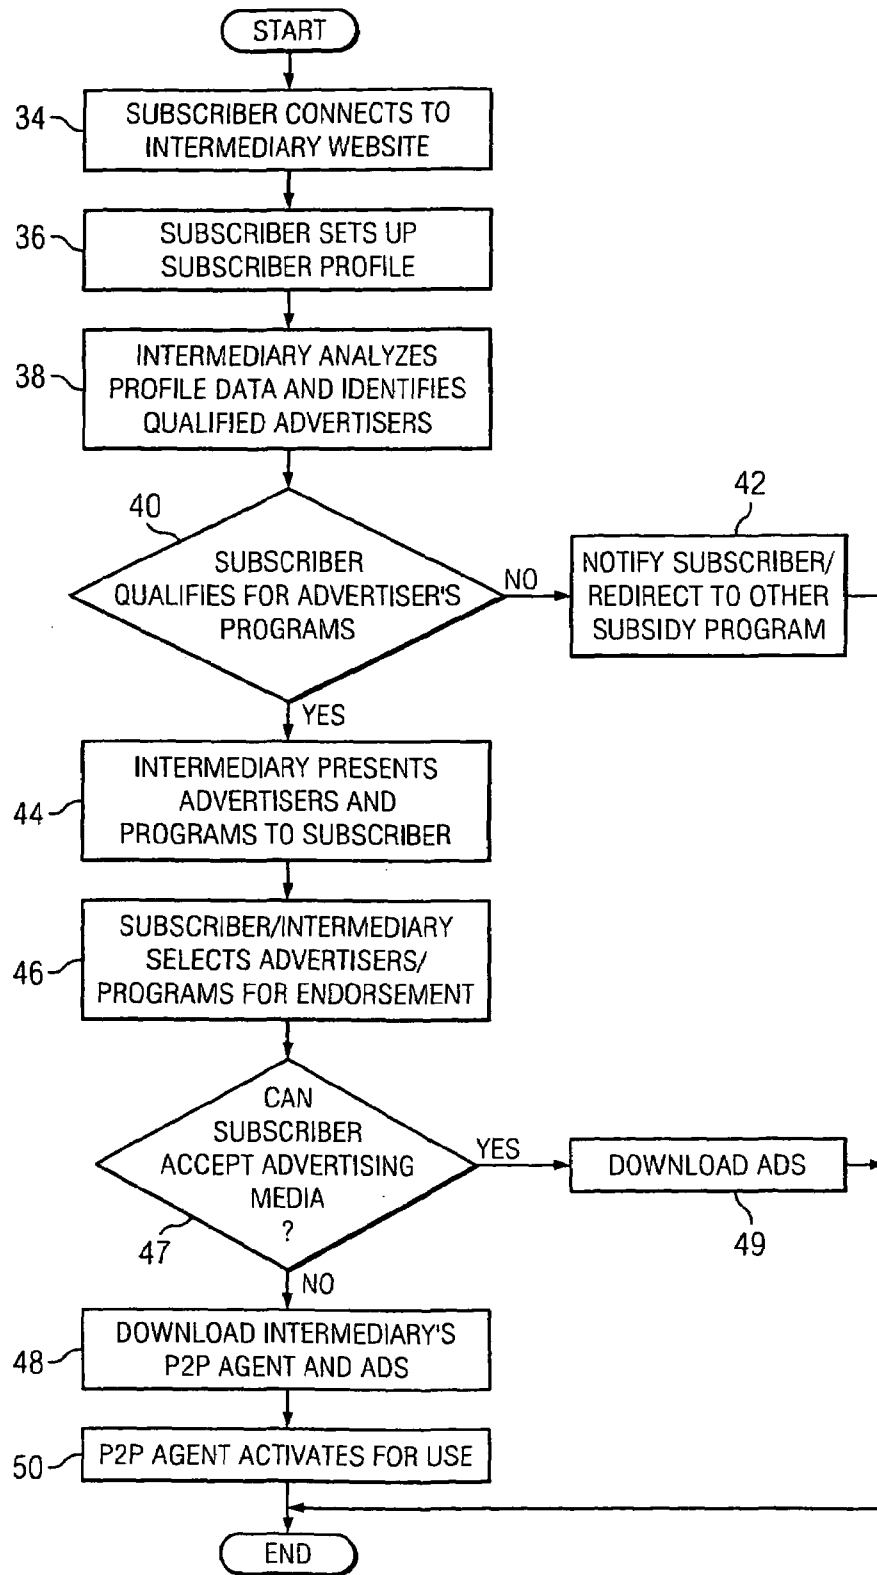 START
34
SUBSCRIBER CONNECTS TO
INTERMEDIARY WEBSITE
36
SUBSCRIBER SETS UP
SUBSCRIBER PROFILE
38
INTERMEDIARY ANALYZES
PROFILE DATA AND IDENTIFIES
QUALIFIED ADVERTISERS
40
SUBSCRIBER
QUALIFIES FOR ADVERTISER'S
PROGRAMS
NO
42
NOTIFY SUBSCRIBER/
REDIRECT TO OTHER
SUBSIDY PROGRAM
YES
44
INTERMEDIARY PRESENTS
ADVERTISERS AND
PROGRAMS TO SUBSCRIBER
46
SUBSCRIBER/INTERMEDIARY
SELECTS ADVERTISERS/
PROGRAMS FOR ENDORSEMENT
CAN
SUBSCRIBER
ACCEPT ADVERTISING
MEDIA
?
47
YES
DOWNLOAD ADS
49
NO
48
DOWNLOAD INTERMEDIARY'S
P2P AGENT AND ADS
50
P2P AGENT ACTIVATES FOR USE
END